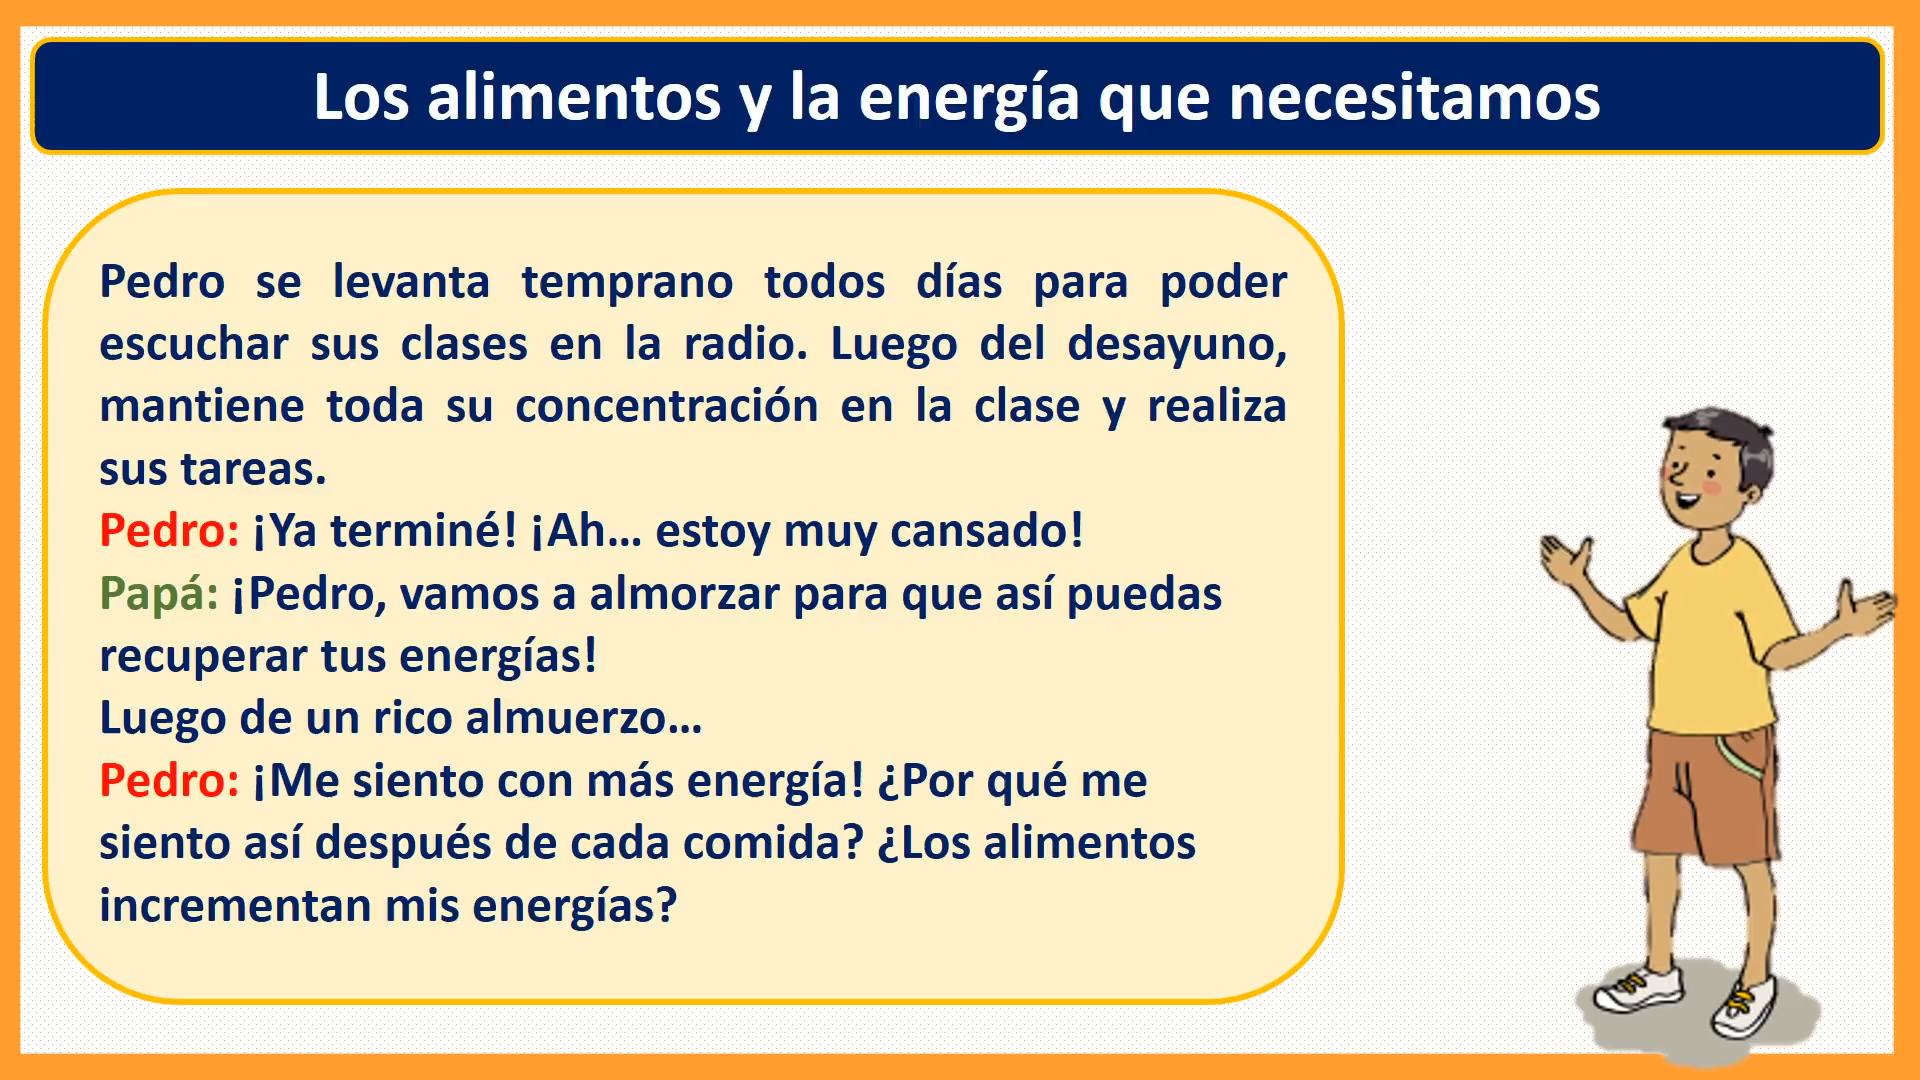 Los alimentos y la energía que necesitamos
Pedro se levanta temprano todos días para poder
escuchar sus clases en la radio. Luego del desayuno,
mantiene toda su concentración en la clase y realiza
sus tareas.
Pedro: ¡Ya terminé! ¡Ah... estoy muy cansado!
Papá: ¡Pedro, vamos a almorzar para que así puedas
recuperar tus energías!
Luego de un rico almuerzo...
Pedro: ¡Me siento con más energía! ¿Por qué me
siento así después de cada comida? ¿Los alimentos
incrementan mis energías?